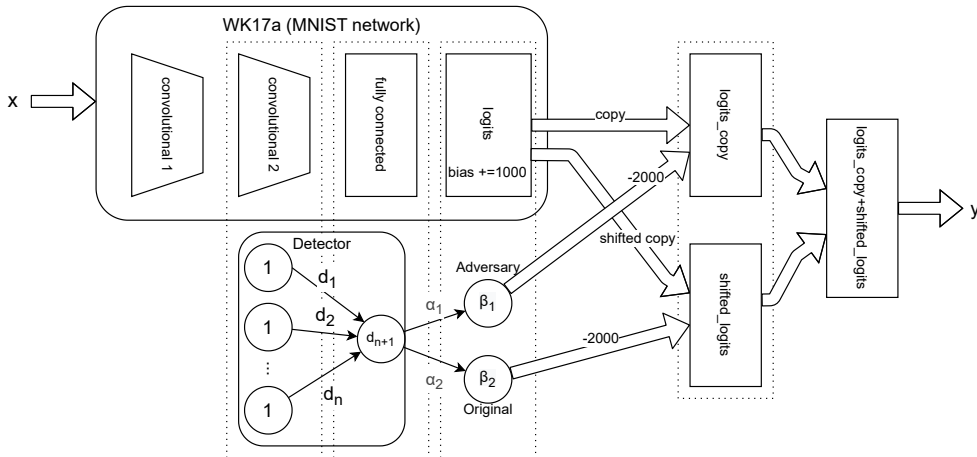 WK17a (MNIST network)
x
convolutional 1
convolutional 2
fully connected
logits
bias +=1000
copy
-2000
shifted copy
logits_copy
logits_copy+shifted_logits
y
Detector
1
d1
1
d2
...
1
dn
dn+1
α1
α2
Adversary
β1
β2
Original
-2000
shifted_logits